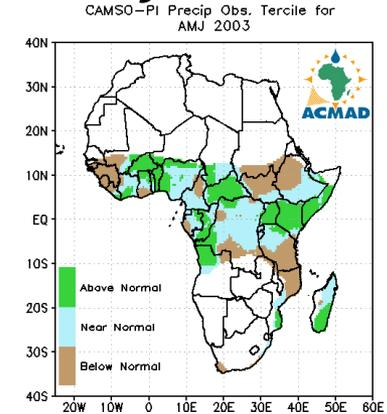 CAMSO-PI Precip Obs. Tercile for
AMJ 2003
ACMAD
40N
30N
20N
10N
EQ
10S
20S
30S
40S
Above Normal
Near Normal
Below Normal
20W 10W 0 10E 20E 30E 40E 50E 60E